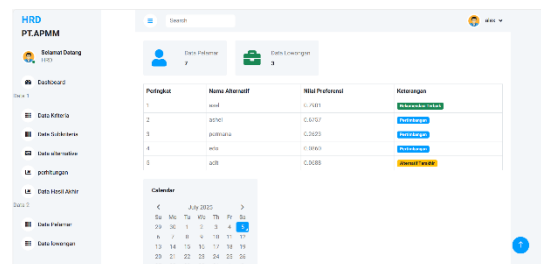 HRD
PT.APMM
Selamat Datang
HRD
Dashboard
Data Kriteria
Data Subkriteria
Data alternative
perhitungan
Data Hasil Akhir
Data Pelamar
Data lowongan
Search
Data Pelamar
7
Data Lowongan
3
Peringkat Nama Alternatif Nilai Preferensi Keterangan
1
2 Pertimbangan
3 permana Pertimbangan
4 Pertimbangan
5 Alternatif Terakhir
Calendar
July 2025
Su Mo Tu We Th Fr Sa
29 30 1 2 3 4 5
6 7 8 9 10 11 12
13 14 15 16 17 18 19
20 21 22 23 24 25 26